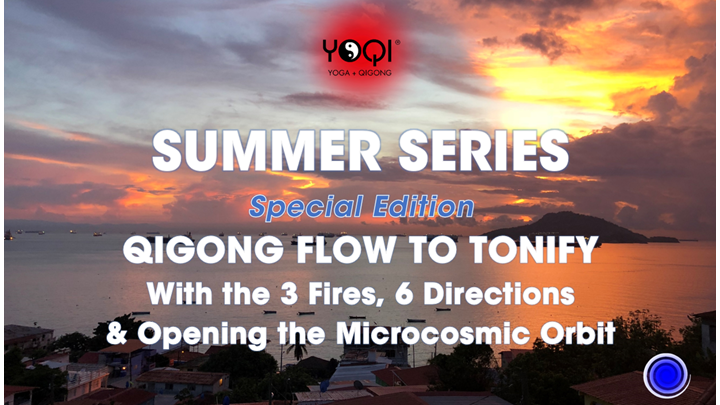 YOQI®
YOGA + QIGONG
SUMMER SERIES
Special Edition
QIGONG FLOW TO TONIFY
With the 3 Fires, 6 Directions
& Opening the Microcosmic Orbit